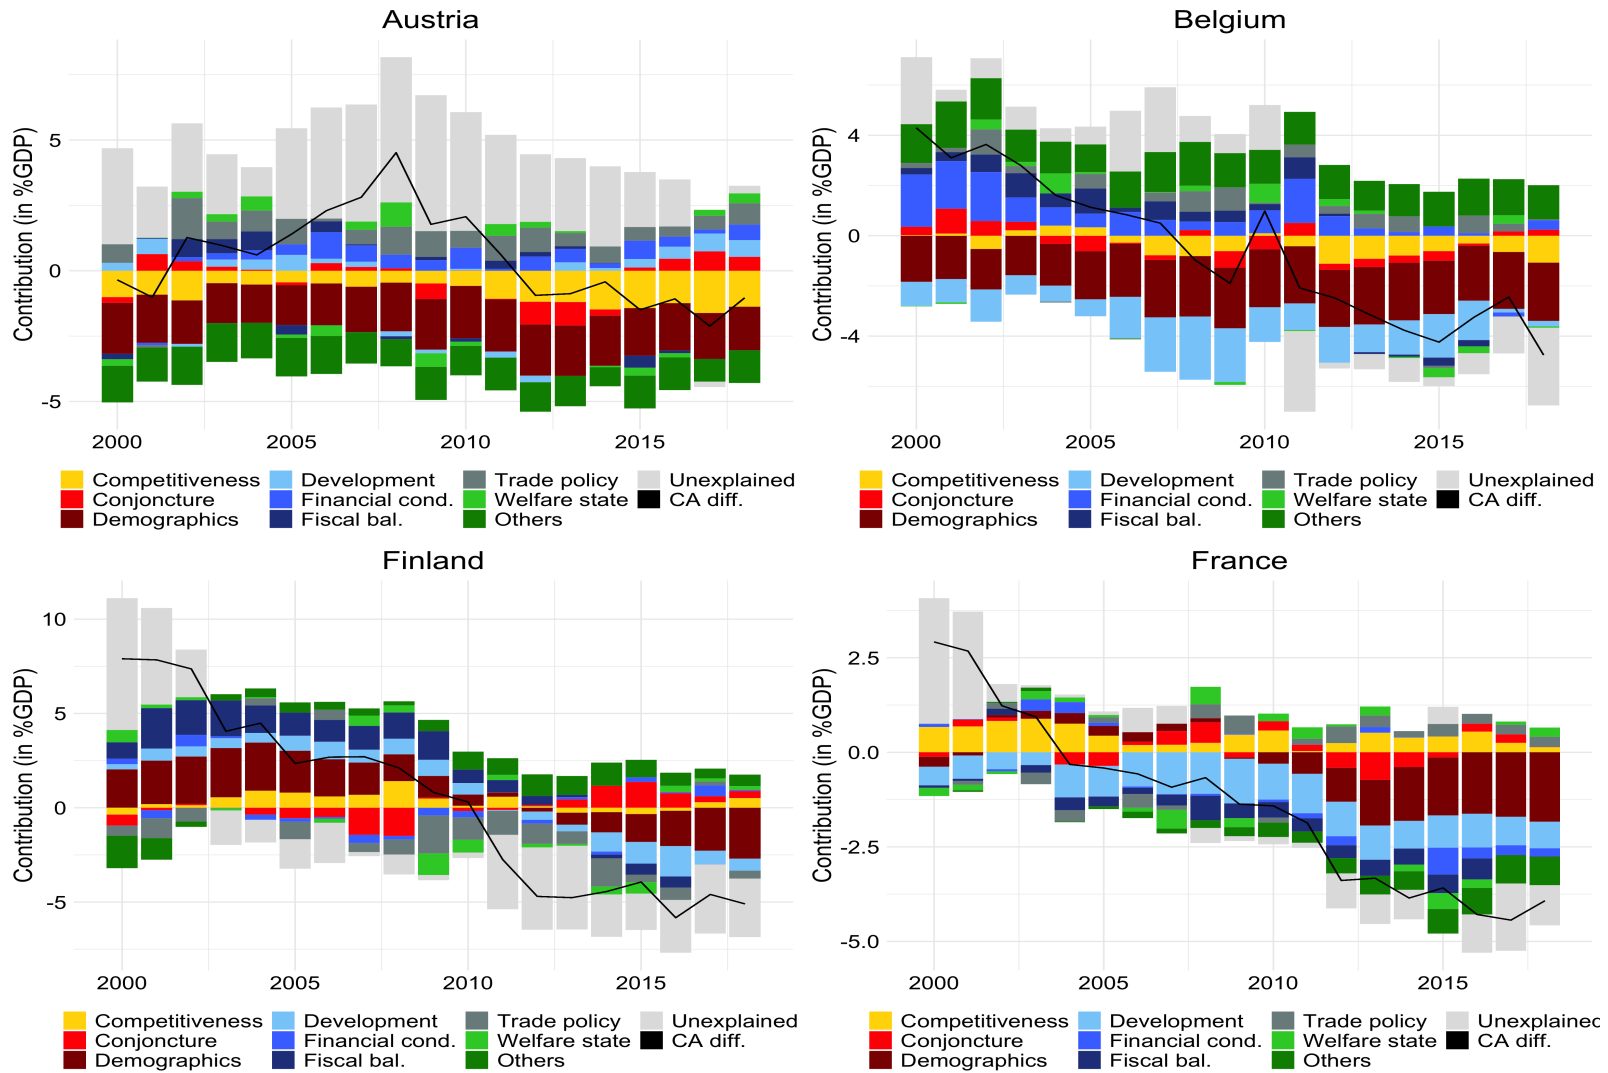 Austria
Contribution (in %GDP)
5
0
-5
2000 2005 2010 2015
Competitiveness Development Trade policy Unexplained
Conjoncture Financial cond. Welfare state CA diff.
Demographics Fiscal bal. Others
Belgium
Contribution (in %GDP)
4
0
-4
2000 2005 2010 2015
Competitiveness Development Trade policy Unexplained
Conjoncture Financial cond. Welfare state CA diff.
Demographics Fiscal bal. Others
Finland
Contribution (in %GDP)
10
5
0
-5
2000 2005 2010 2015
Competitiveness Development Trade policy Unexplained
Conjoncture Financial cond. Welfare state CA diff.
Demographics Fiscal bal. Others
France
Contribution (in %GDP)
2.5
0.0
-2.5
-5.0
2000 2005 2010 2015
Competitiveness Development Trade policy Unexplained
Conjoncture Financial cond. Welfare state CA diff.
Demographics Fiscal bal. Others